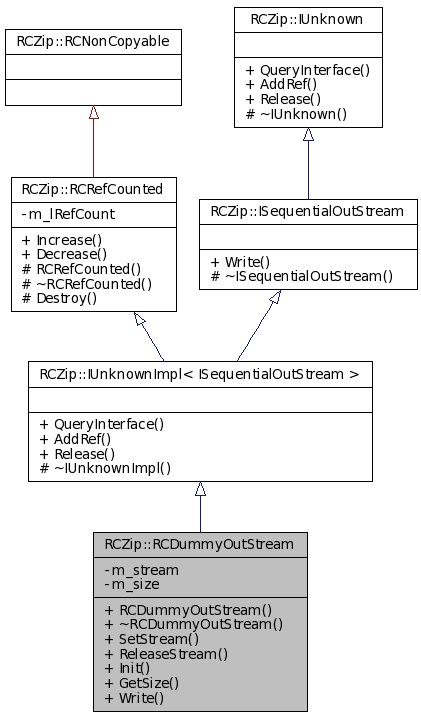 RCZip::IUnknown
+ QueryInterface()
+ AddRef()
+ Release()
# ~IUnknown()
RCZip::RCNonCopyable
RCZip::RCRefCounted
- m_lRefCount
+ Increase()
+ Decrease()
# RCRefCounted()
# ~RCRefCounted()
# Destroy()
RCZip::ISequentialOutStream
+ Write()
# ~ISequentialOutStream()
RCZip::IUnknownImpl< ISequentialOutStream >
+ QueryInterface()
+ AddRef()
+ Release()
# ~IUnknownImpl()
RCZip::RCDummyOutStream
- m_stream
- m_size
+ RCDummyOutStream()
+ ~RCDummyOutStream()
+ SetStream()
+ ReleaseStream()
+ Init()
+ GetSize()
+ Write()